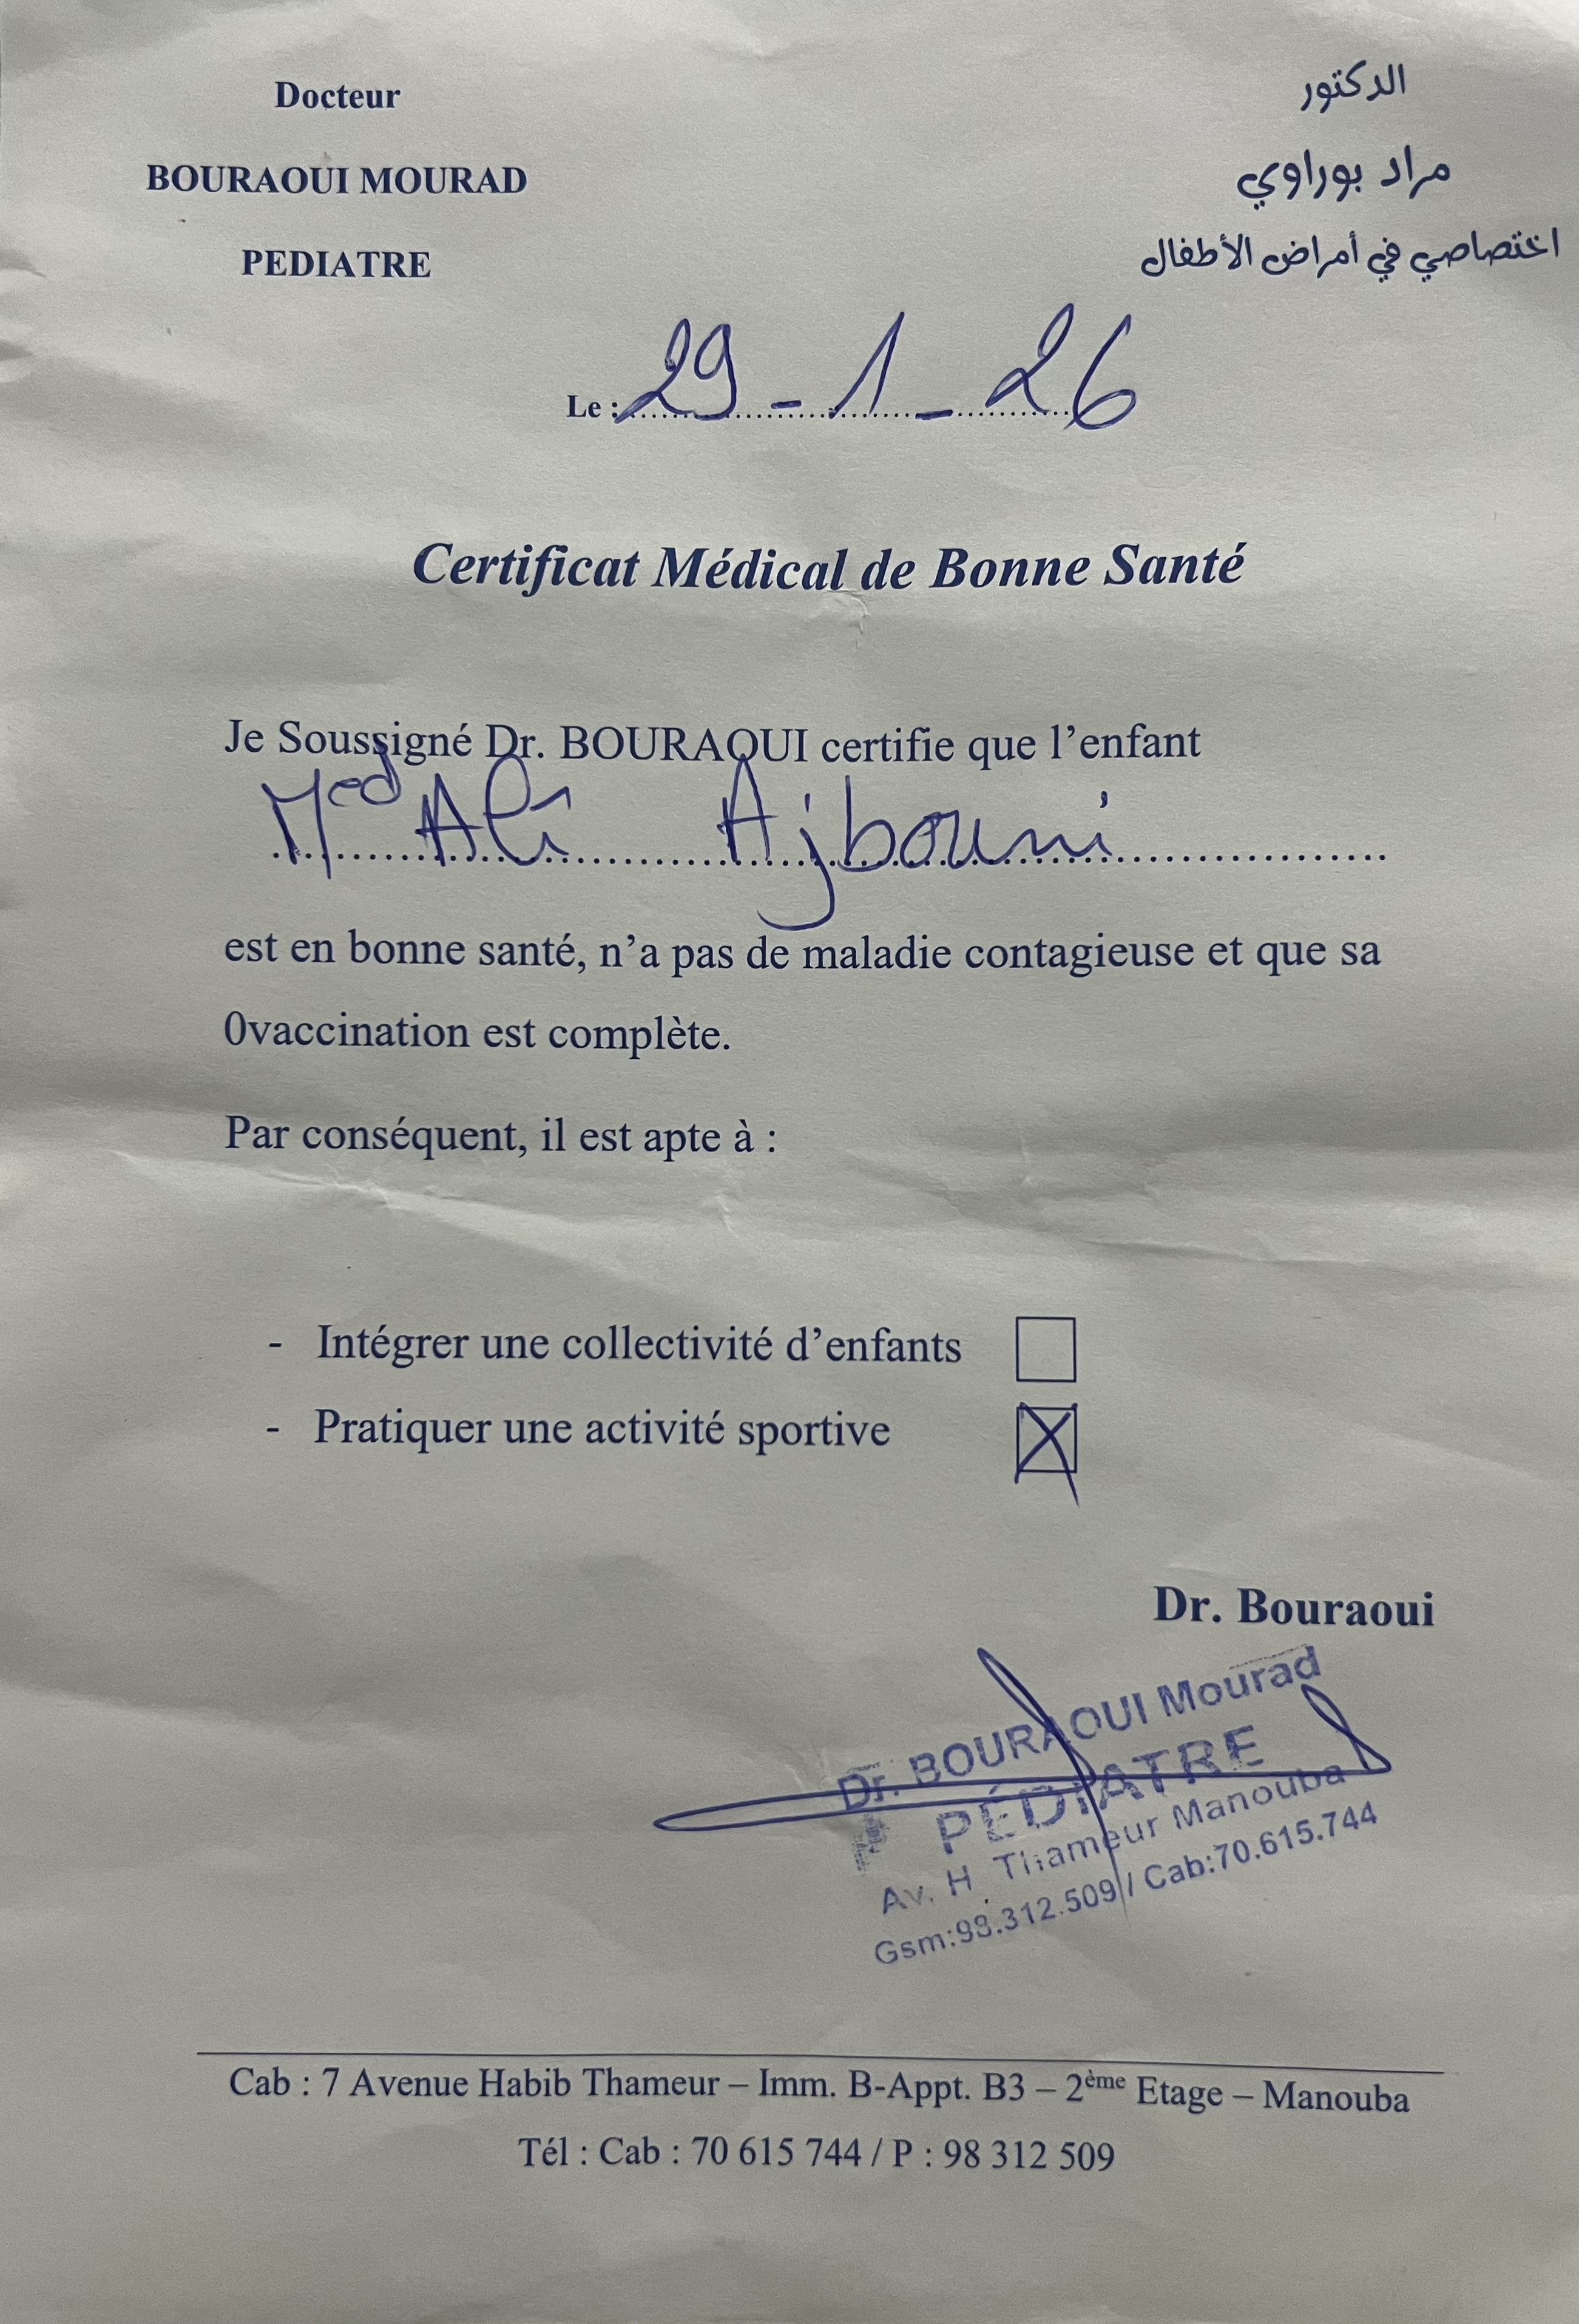 Docteur
BOURAOUI MOURAD
PEDIATRE
الدكتور
مراد بوراوي
اختصاصي في أمراض الأطفال
Le : 29 - 1 - 26
Certificat Médical de Bonne Santé
Je Soussigné Dr. BOURAOUI certifie que l'enfant
Med Ali Ajbouni
est en bonne santé, n'a pas de maladie contagieuse et que sa
0vaccination est complète.
Par conséquent, il est apte à :
- Intégrer une collectivité d'enfants
- Pratiquer une activité sportive
Dr. Bouraoui
Dr. BOURAOUI Mourad
PÉDIATRE
Av. H. Thameur Manouba
Gsm:98.312.509 / Cab:70.615.744
Cab : 7 Avenue Habib Thameur – Imm. B-Appt. B3 – 2ème Etage – Manouba
Tél : Cab : 70 615 744 / P : 98 312 509